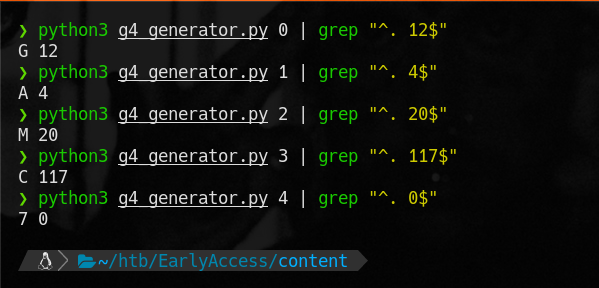 ❯ python3 g4_generator.py 0 | grep "^. 12$"
G 12
❯ python3 g4_generator.py 1 | grep "^. 4$"
A 4
❯ python3 g4_generator.py 2 | grep "^. 20$"
M 20
❯ python3 g4_generator.py 3 | grep "^. 117$"
C 117
❯ python3 g4_generator.py 4 | grep "^. 0$"
7 0
~/htb/EarlyAccess/content